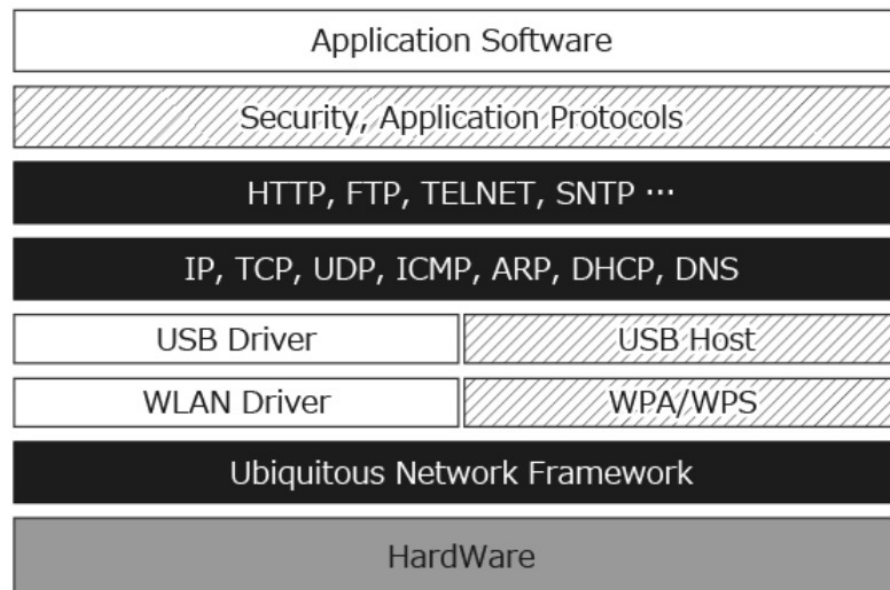 Application Software
Security, Application Protocols
HTTP, FTP, TELNET, SNTP ⋯
IP, TCP, UDP, ICMP, ARP, DHCP, DNS
USB Driver
USB Host
WLAN Driver
WPA/WPS
Ubiquitous Network Framework
HardWare